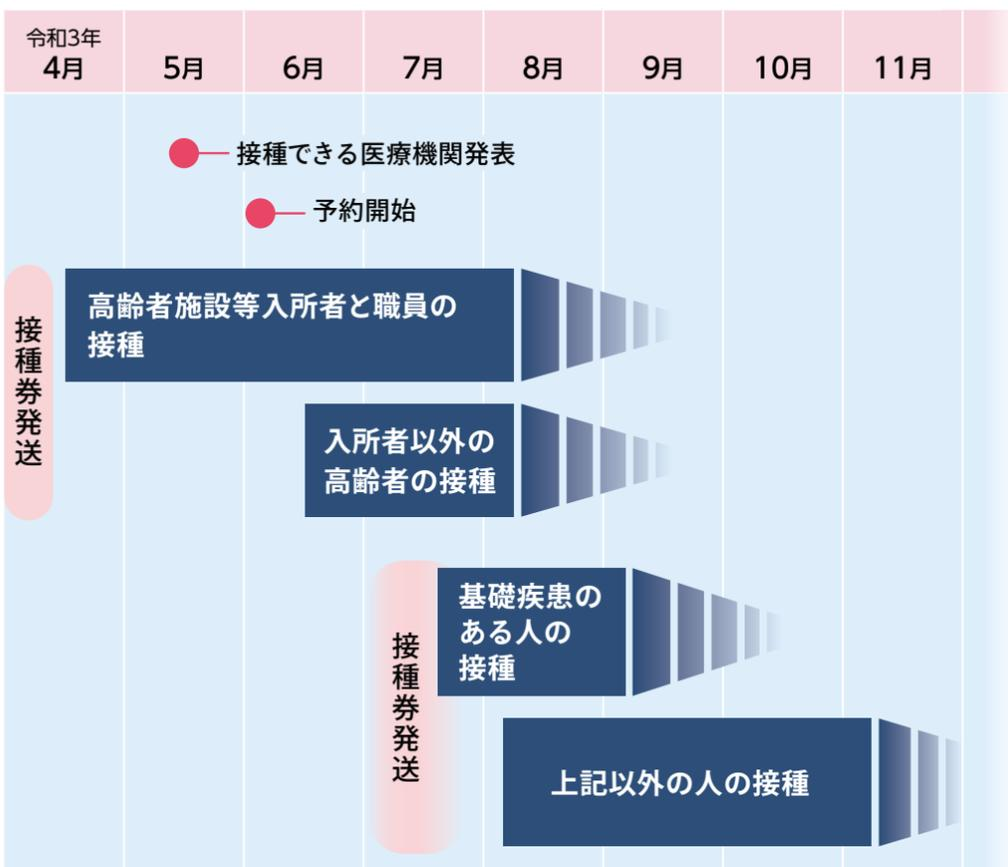 令和3年
4月 5月 6月 7月 8月 9月 10月 11月
接種できる医療機関発表
予約開始
接種券発送
高齢者施設等入所者と職員の
接種
入所者以外の
高齢者の接種
接種券発送
基礎疾患の
ある人の
接種
上記以外の人の接種